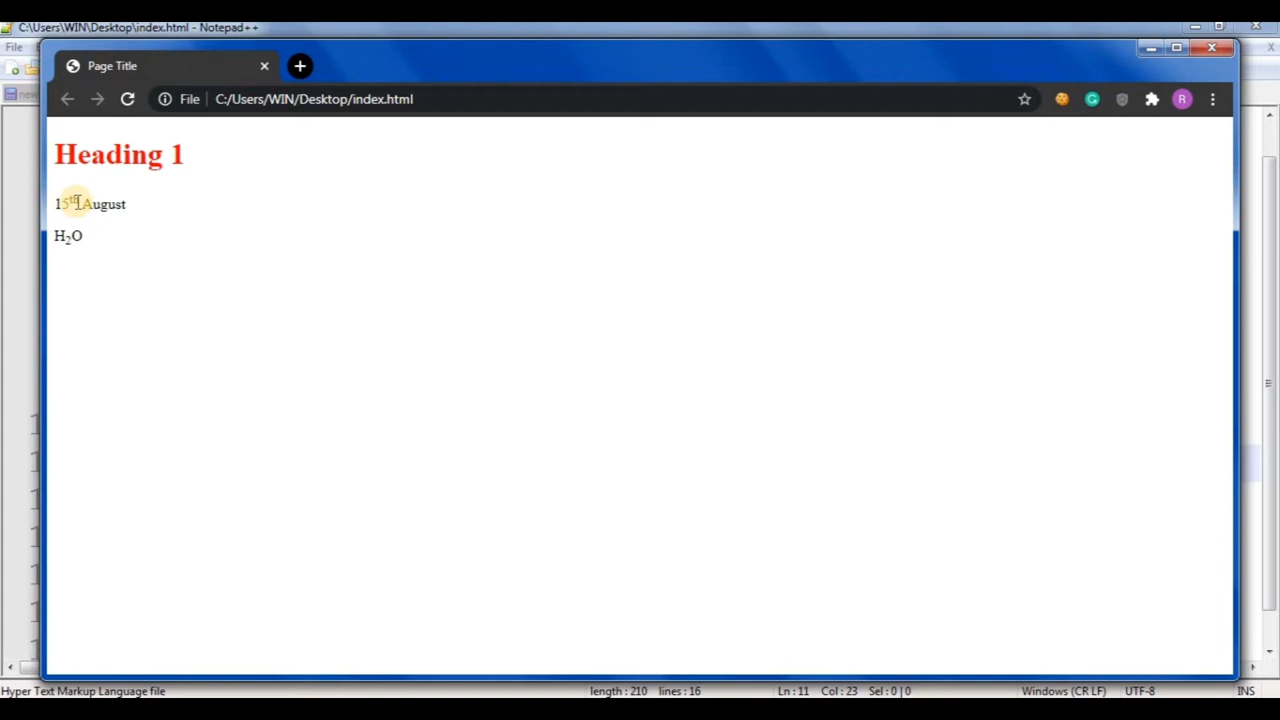 C:\Users\WIN\Desktop\index.html - Notepad++
File
Page Title
File C:/Users/WIN/Desktop/index.html
R
Heading 1
15th August
H₂O
Hyper Text Markup Language file length : 210 lines : 16 Ln : 11 Col : 23 Sel : 0 | 0 Windows (CR LF) UTF-8 INS